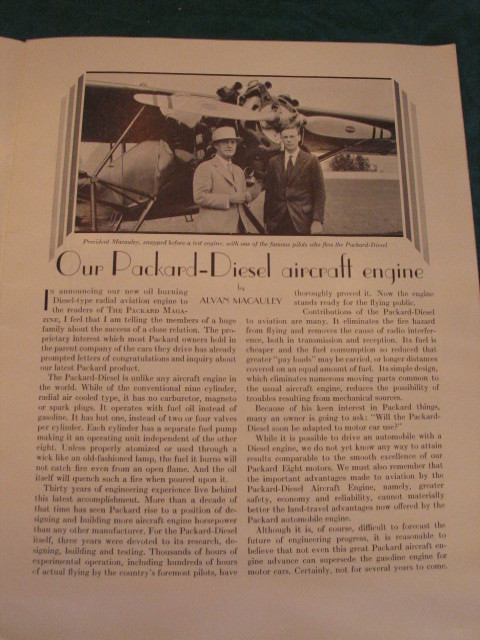 President Macauley, snapped before a test engine, with one of the famous pilots who flies the Packard-Diesel
Our Packard-Diesel aircraft engine
by
ALVAN MACAULEY
In announcing our new oil burning
Diesel-type radial aviation engine to
the readers of THE PACKARD MAGA-
ZINE, I feel that I am telling the members of a huge
family about the success of a close relation. The pro-
prietary interest which most Packard owners hold in
the parent company of the cars they drive has already
prompted letters of congratulations and inquiry about
our latest Packard product.
The Packard-Diesel is unlike any aircraft engine in
the world. While of the conventional nine cylinder,
radial air cooled type, it has no carburetor, magneto
or spark plugs. It operates with fuel oil instead of
gasoline. It has but one, instead of two or four valves
per cylinder. Each cylinder has a separate fuel pump
making it an operating unit independent of the other
eight. Unless properly atomized or used through a
wick like an old-fashioned lamp, the fuel it burns will
not catch fire even from an open flame. And the oil
itself will quench such a fire when poured upon it.
Thirty years of engineering experience live behind
this latest accomplishment. More than a decade of
that time has seen Packard rise to a position of de-
signing and building more aircraft engine horsepower
than any other manufacturer. For the Packard-Diesel
itself, three years were devoted to its research, de-
signing, building and testing. Thousands of hours of
experimental operation, including hundreds of hours
of actual flying by the country's foremost pilots, have
thoroughly proved it. Now the engine
stands ready for the flying public.
Contributions of the Packard-Diesel
to aviation are many. It eliminates the fire hazard
from flying and removes the cause of radio interfer-
ence, both in transmission and reception. Its fuel is
cheaper and the fuel consumption so reduced that
greater "pay loads" may be carried, or longer distances
covered on an equal amount of fuel. Its simple design,
which eliminates numerous moving parts common to
the usual aircraft engine, reduces the possibility of
troubles resulting from mechanical sources.
Because of his keen interest in Packard things,
many an owner is going to ask: "Will the Packard-
Diesel soon be adapted to motor car use?"
While it is possible to drive an automobile with a
Diesel engine, we do not yet know any way to attain
results comparable to the smooth excellence of our
Packard Eight motors. We must also remember that
the important advantages made to aviation by the
Packard-Diesel Aircraft Engine, namely, greater
safety, economy and reliability, cannot materially
better the land-travel advantages now offered by the
Packard automobile engine.
Although it is, of course, difficult to forecast the
future of engineering progress, it is reasonable to
believe that not even this great Packard aircraft en-
gine advance can supersede the gasoline engine for
motor cars. Certainly, not for several years to come.